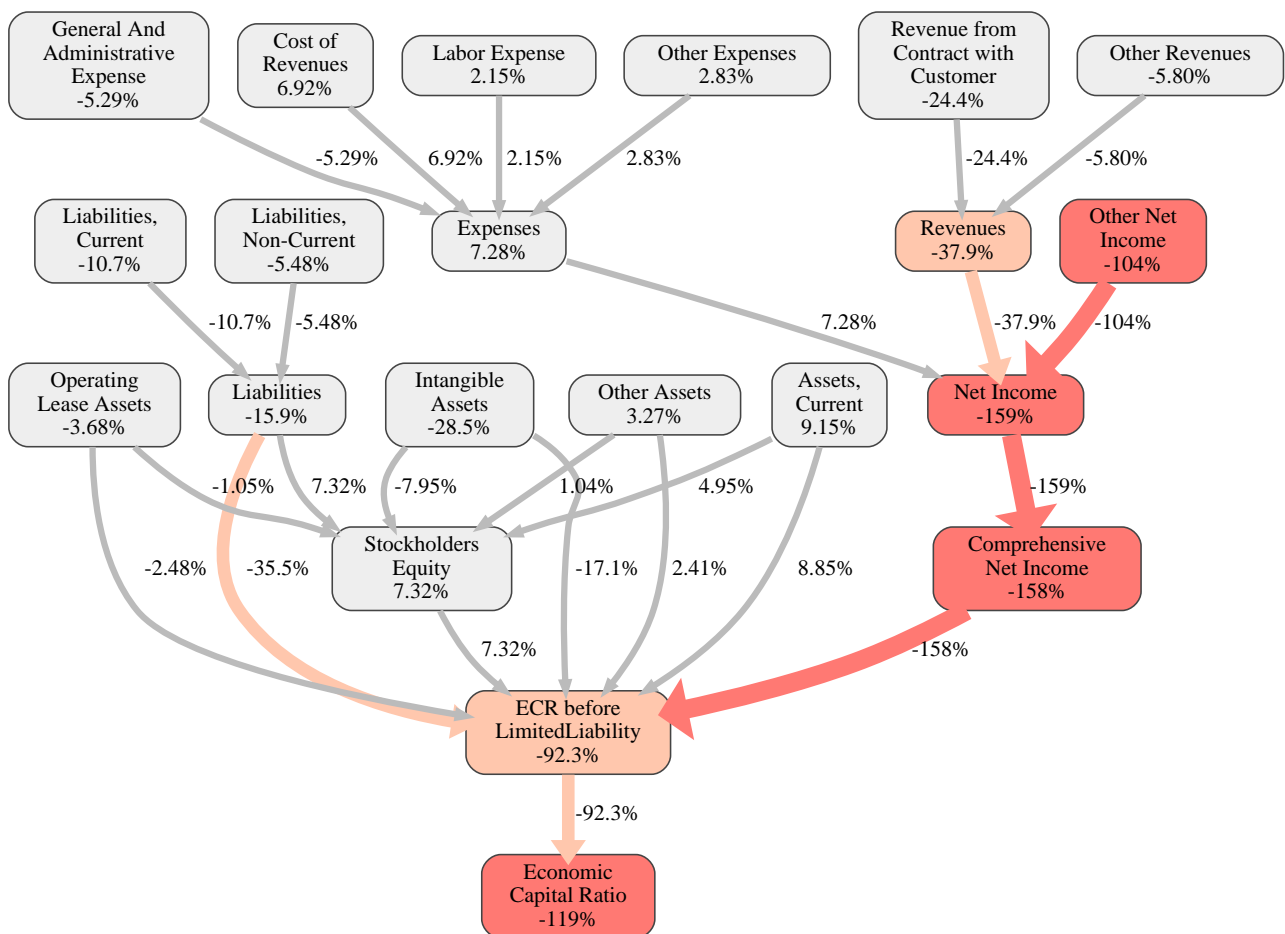 General And
Administrative
Expense
-5.29%
Cost of
Revenues
6.92%
Labor Expense
2.15%
Other Expenses
2.83%
Revenue from
Contract with
Customer
-24.4%
Other Revenues
-5.80%
-5.29%
6.92%
2.15%
2.83%
-24.4%
-5.80%
Liabilities,
Current
-10.7%
Liabilities,
Non-Current
-5.48%
Expenses
7.28%
Revenues
-37.9%
Other Net
Income
-104%
-10.7%
-5.48%
7.28%
-37.9%
-104%
Operating
Lease Assets
-3.68%
Liabilities
-15.9%
Intangible
Assets
-28.5%
Other Assets
3.27%
Assets,
Current
9.15%
Net Income
-159%
-1.05%
7.32%
-7.95%
1.04%
4.95%
-159%
Stockholders
Equity
7.32%
Comprehensive
Net Income
-158%
-2.48%
-35.5%
-17.1%
2.41%
8.85%
7.32%
-158%
ECR before
LimitedLiability
-92.3%
-92.3%
Economic
Capital Ratio
-119%